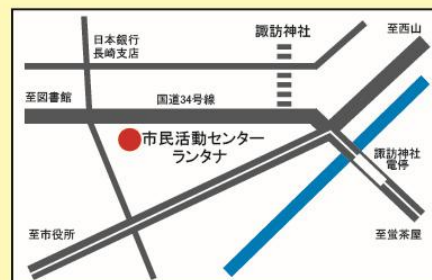 日本銀行
長崎支店
諏訪神社
至西山
至図書館
国道34号線
市民活動センター
ランタナ
諏訪神社
電停
至市役所
至蛍茶屋